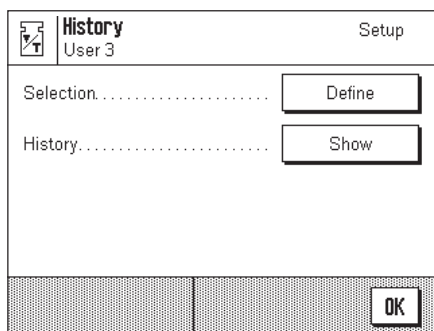 History
Setup
User 3
Selection...................... Define
History........................ Show
OK